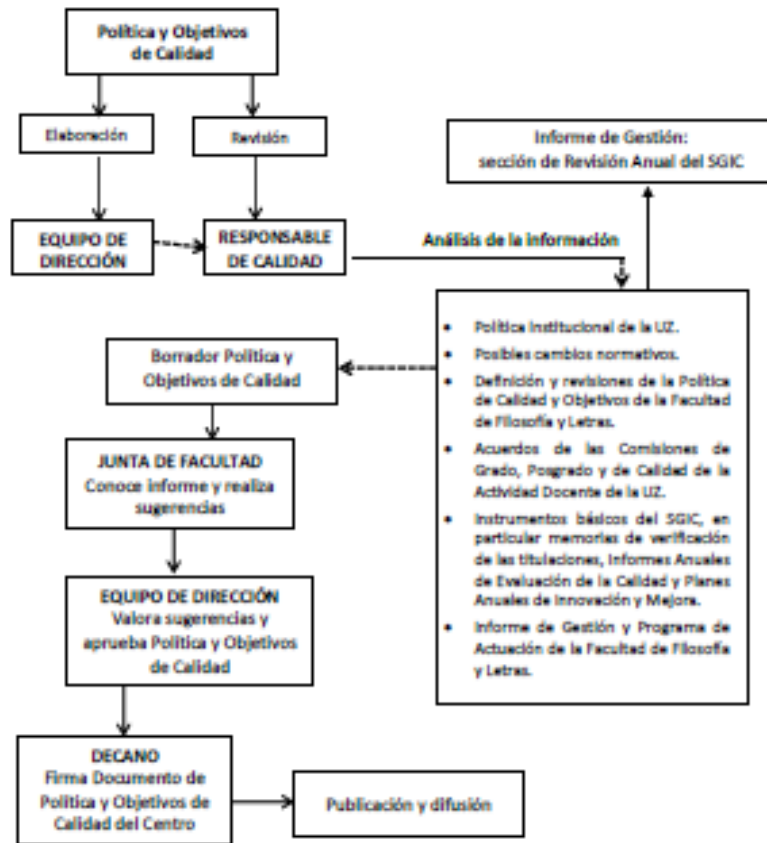 Política y Objetivos
de Calidad
Elaboración
Revisión
Informe de Gestión:
sección de Revisión Anual del SGIC
EQUIPO DE
DIRECCIÓN
RESPONSABLE
DE CALIDAD
Análisis de la información
• Política Institucional de la UZ.
• Posibles cambios normativos.
• Definición y revisiones de la Política
de Calidad y Objetivos de la Facultad
de Filosofía y Letras.
• Acuerdos de las Comisiones de
Grado, Posgrado y de Calidad de la
Actividad Docente de la UZ.
• Instrumentos básicos del SGIC, en
particular memorias de verificación
de las titulaciones, Informes Anuales
de Evaluación de la Calidad y Planes
Anuales de Innovación y Mejora.
• Informe de Gestión y Programa de
Actuación de la Facultad de Filosofía
y Letras.
Borrador Política y
Objetivos de Calidad
JUNTA DE FACULTAD
Conoce informe y realiza
sugerencias
EQUIPO DE DIRECCIÓN
Valora sugerencias y
aprueba Política y Objetivos
de Calidad
DECANO
Firma Documento de
Política y Objetivos de
Calidad del Centro
Publicación y difusión